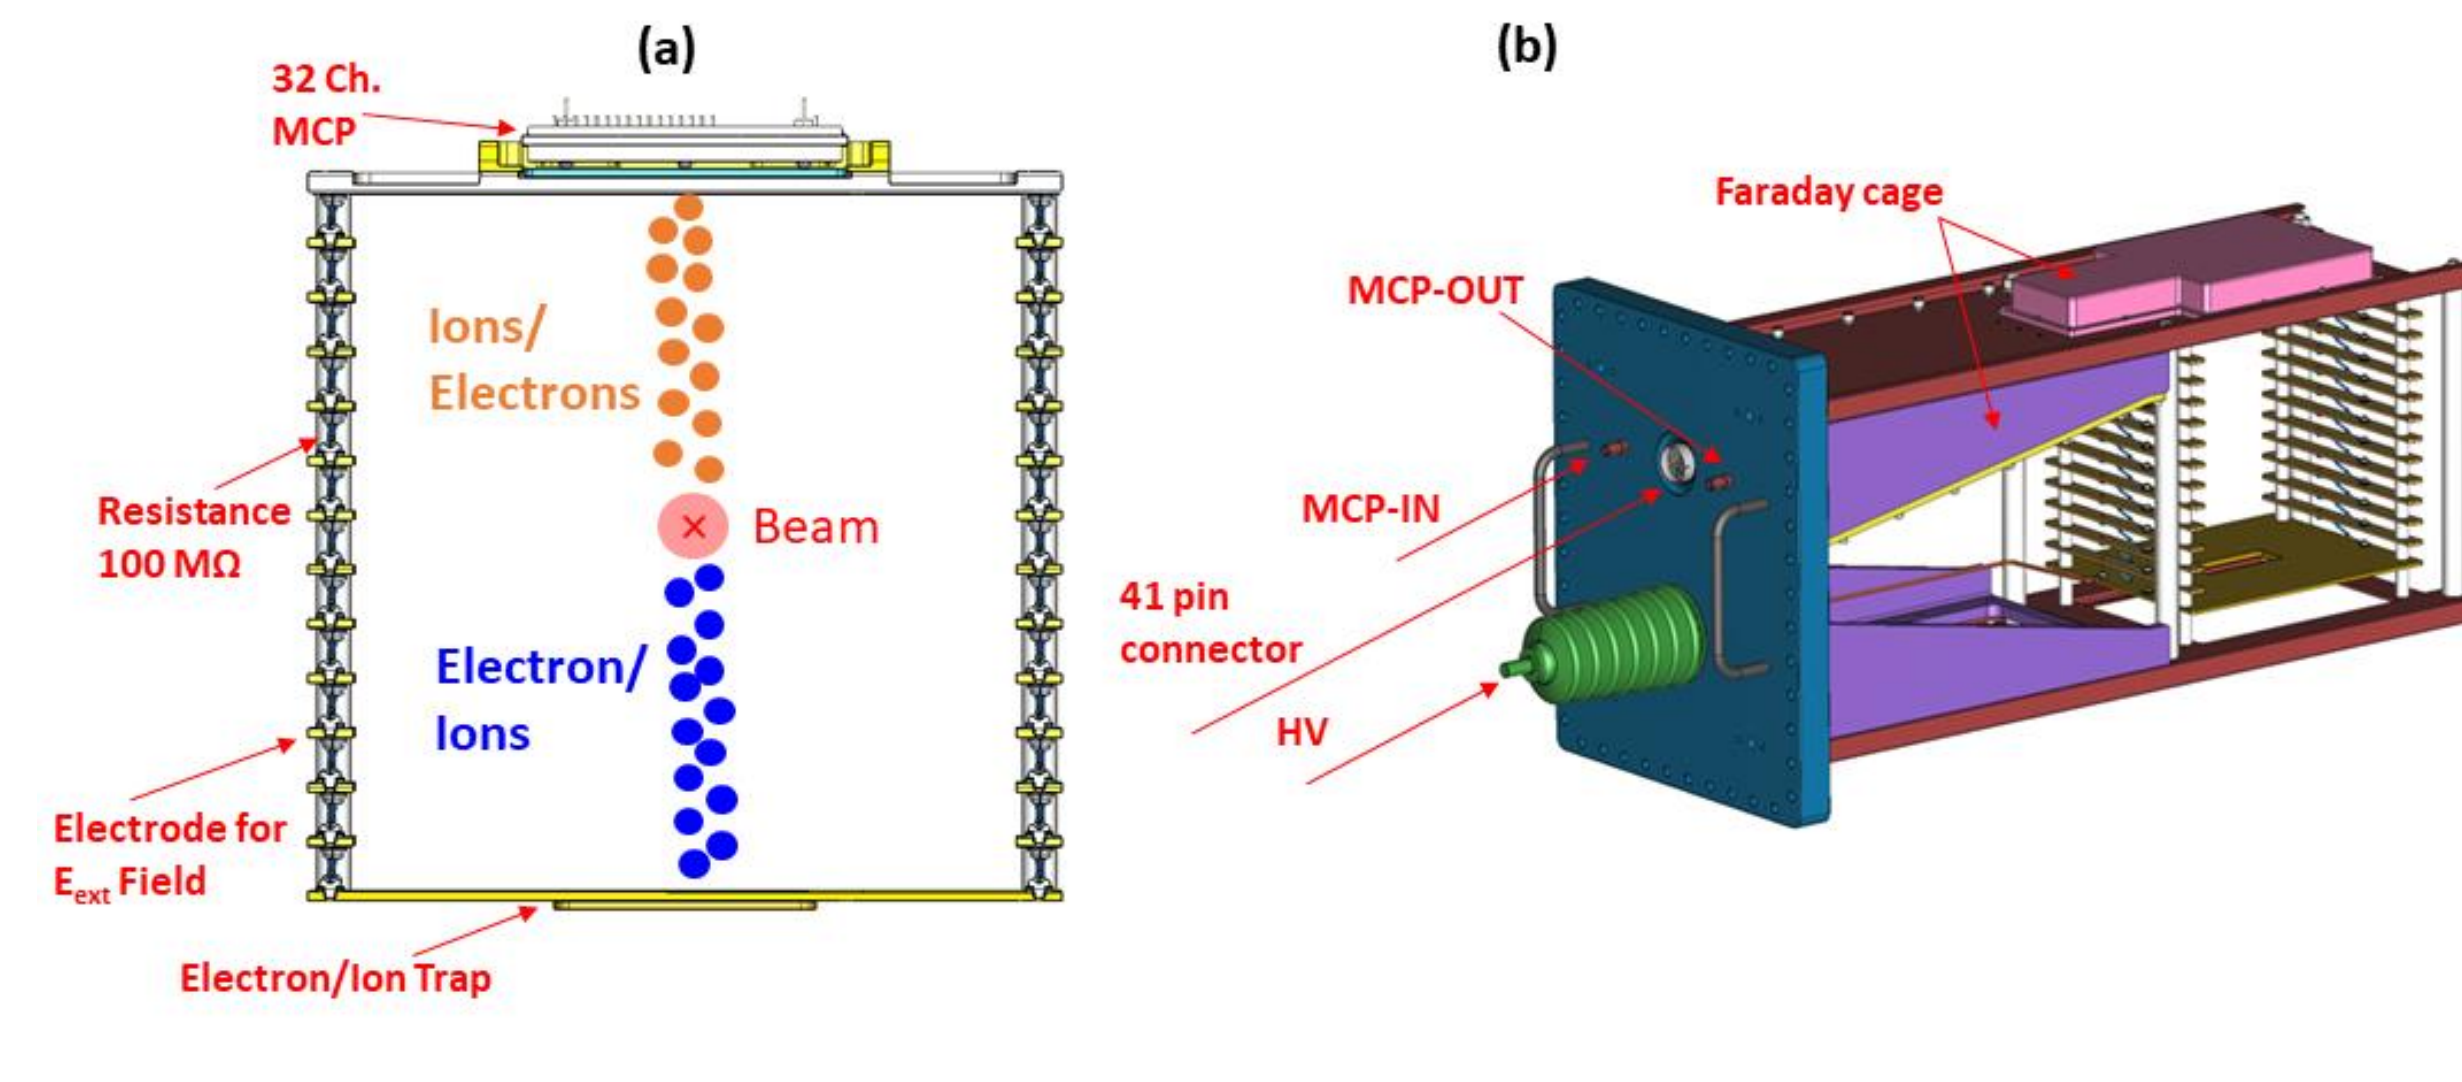 (a)
32 Ch.
MCP
Ions/
Electrons
Beam
Resistance
100 MΩ
Electron/
Ions
Electrode for
Eext Field
Electron/Ion Trap
(b)
Faraday cage
MCP-OUT
MCP-IN
41 pin
connector
HV